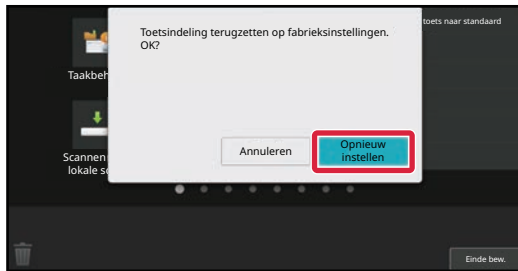 Toetsindeling terugzetten op fabrieksinstellingen.
OK?
toets naar standaard
Taakbeh
Annuleren
Opnieuw
instellen
Scannen
lokale s
Einde bew.